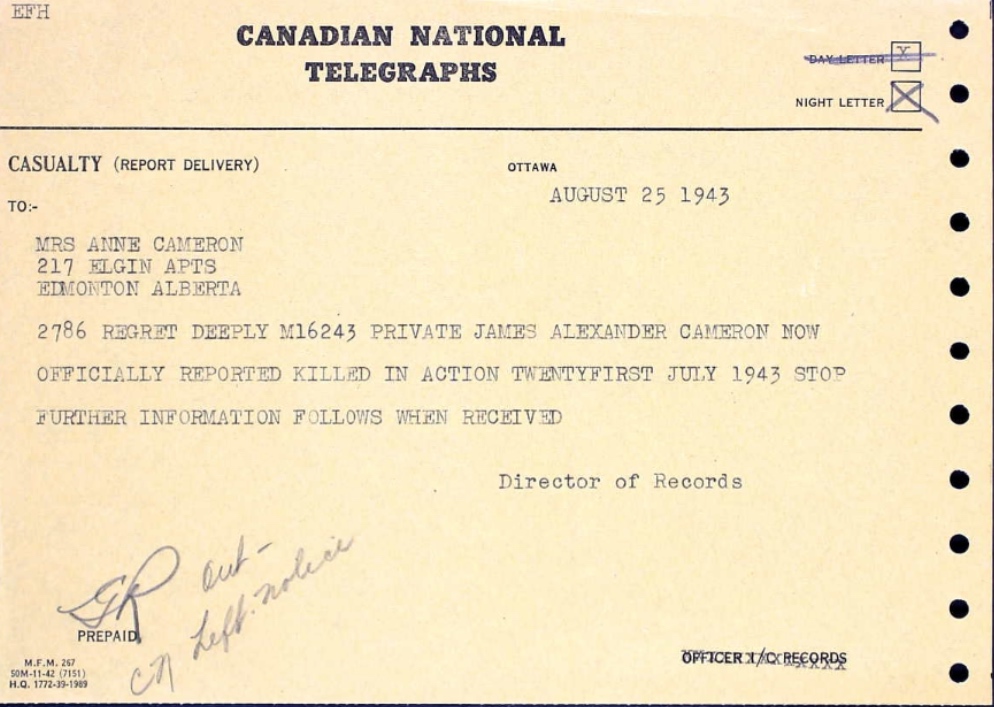 EFH
CANADIAN NATIONAL
TELEGRAPHS
DAY LETTER X
NIGHT LETTER X
CASUALTY (REPORT DELIVERY)
OTTAWA
AUGUST 25 1943
TO:-
MRS ANNE CAMERON
217 ELGIN APTS
EDMONTON ALBERTA
2786 REGRET DEEPLY M16243 PRIVATE JAMES ALEXANDER CAMERON NOW
OFFICIALLY REPORTED KILLED IN ACTION TWENTYFIRST JULY 1943 STOP
FURTHER INFORMATION FOLLOWS WHEN RECEIVED
Director of Records
out -
Left. notice
CN
PREPAID
OFFICER I/C RECORDS
M.F.M. 267
50M-11-42 (7151)
H.Q. 1772-39-1989